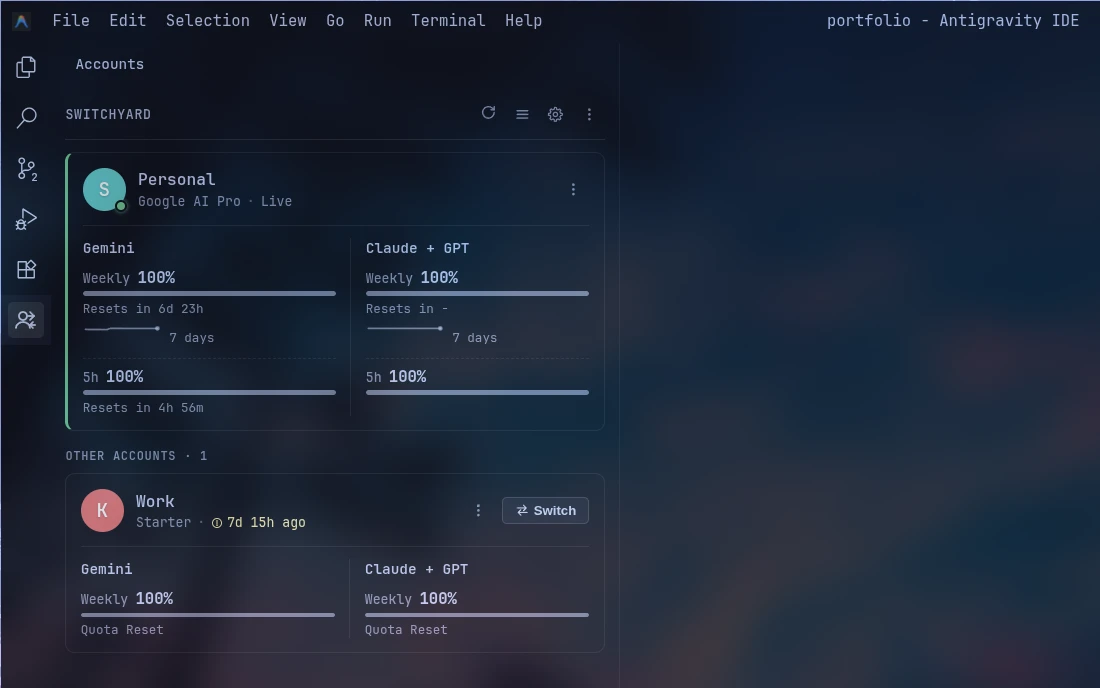 File Edit Selection View Go Run Terminal Help
portfolio - Antigravity IDE
Accounts
SWITCHYARD
2
S
Personal
Google AI Pro · Live
Gemini
Weekly 100%
Resets in 6d 23h
7 days
5h 100%
Resets in 4h 56m
Claude + GPT
Weekly 100%
Resets in -
7 days
5h 100%
OTHER ACCOUNTS · 1
K
Work
Starter · 7d 15h ago
Switch
Gemini
Weekly 100%
Quota Reset
Claude + GPT
Weekly 100%
Quota Reset